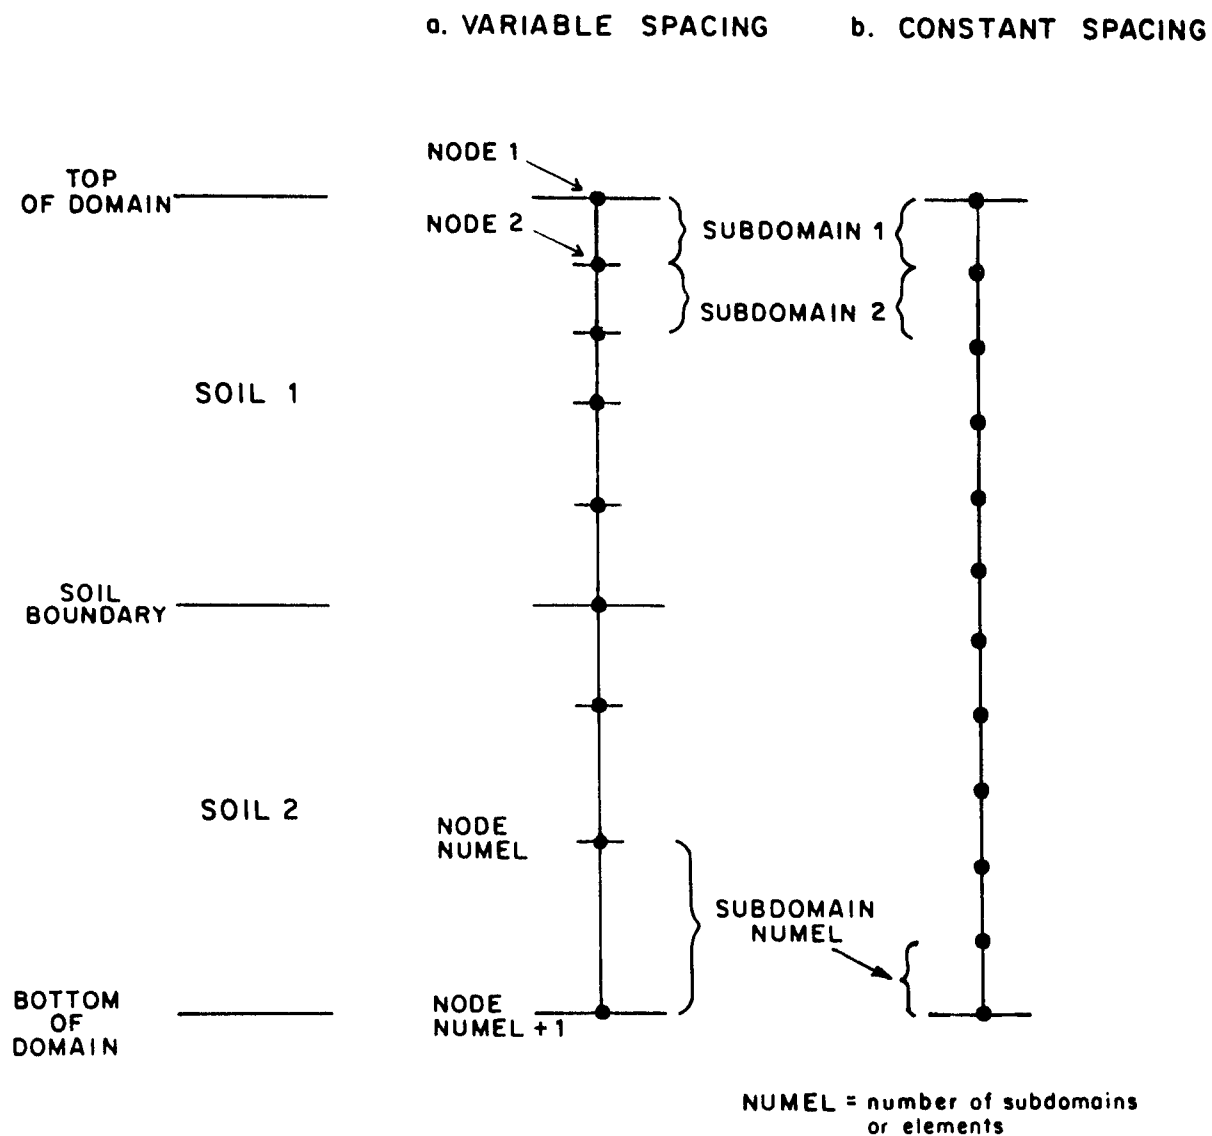 a. VARIABLE SPACING
b. CONSTANT SPACING
NODE 1
TOP
OF DOMAIN
NODE 2
SUBDOMAIN 1
SUBDOMAIN 2
SOIL 1
SOIL
BOUNDARY
SOIL 2
NODE
NUMEL
SUBDOMAIN
NUMEL
BOTTOM
OF
DOMAIN
NODE
NUMEL + 1
NUMEL = number of subdomains
or elements